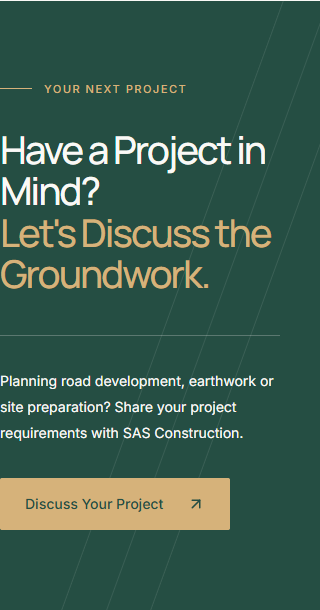 YOUR NEXT PROJECT
Have a Project in
Mind?
Let's Discuss the
Groundwork.
Planning road development, earthwork or
site preparation? Share your project
requirements with SAS Construction.
Discuss Your Project